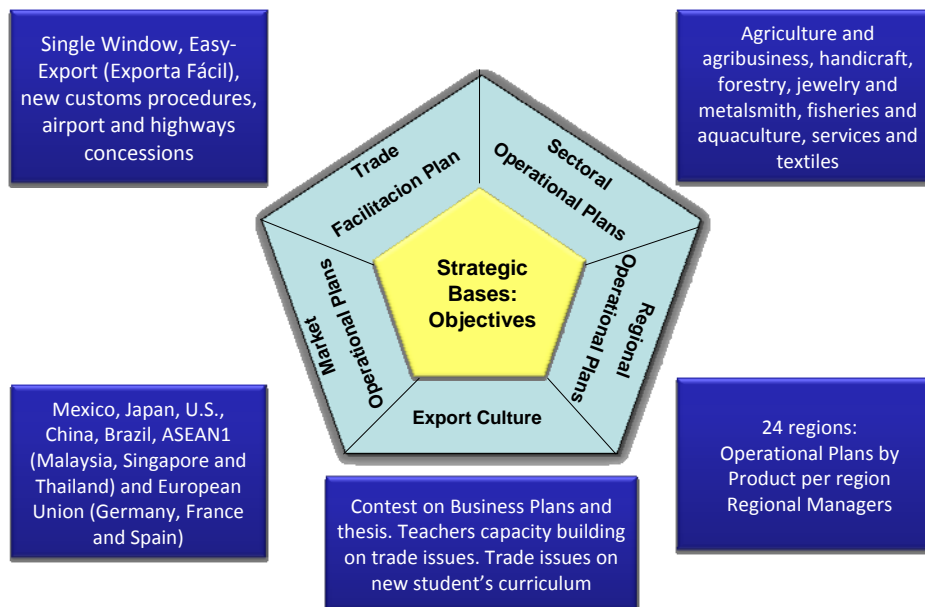 Single Window, Easy-
Export (Exporta Fácil),
new customs procedures,
airport and highways
concessions
Agriculture and
agribusiness, handicraft,
forestry, jewelry and
metalsmith, fisheries and
aquaculture, services and
textiles
Trade
Facilitacion Plan
Sectoral
Operational Plans
Strategic
Bases:
Objectives
Market
Operational Plans
Regional
Operational Plans
Export Culture
Mexico, Japan, U.S.,
China, Brazil, ASEAN1
(Malaysia, Singapore and
Thailand) and European
Union (Germany, France
and Spain)
Contest on Business Plans and
thesis. Teachers capacity building
on trade issues. Trade issues on
new student’s curriculum
24 regions:
Operational Plans by
Product per region
Regional Managers